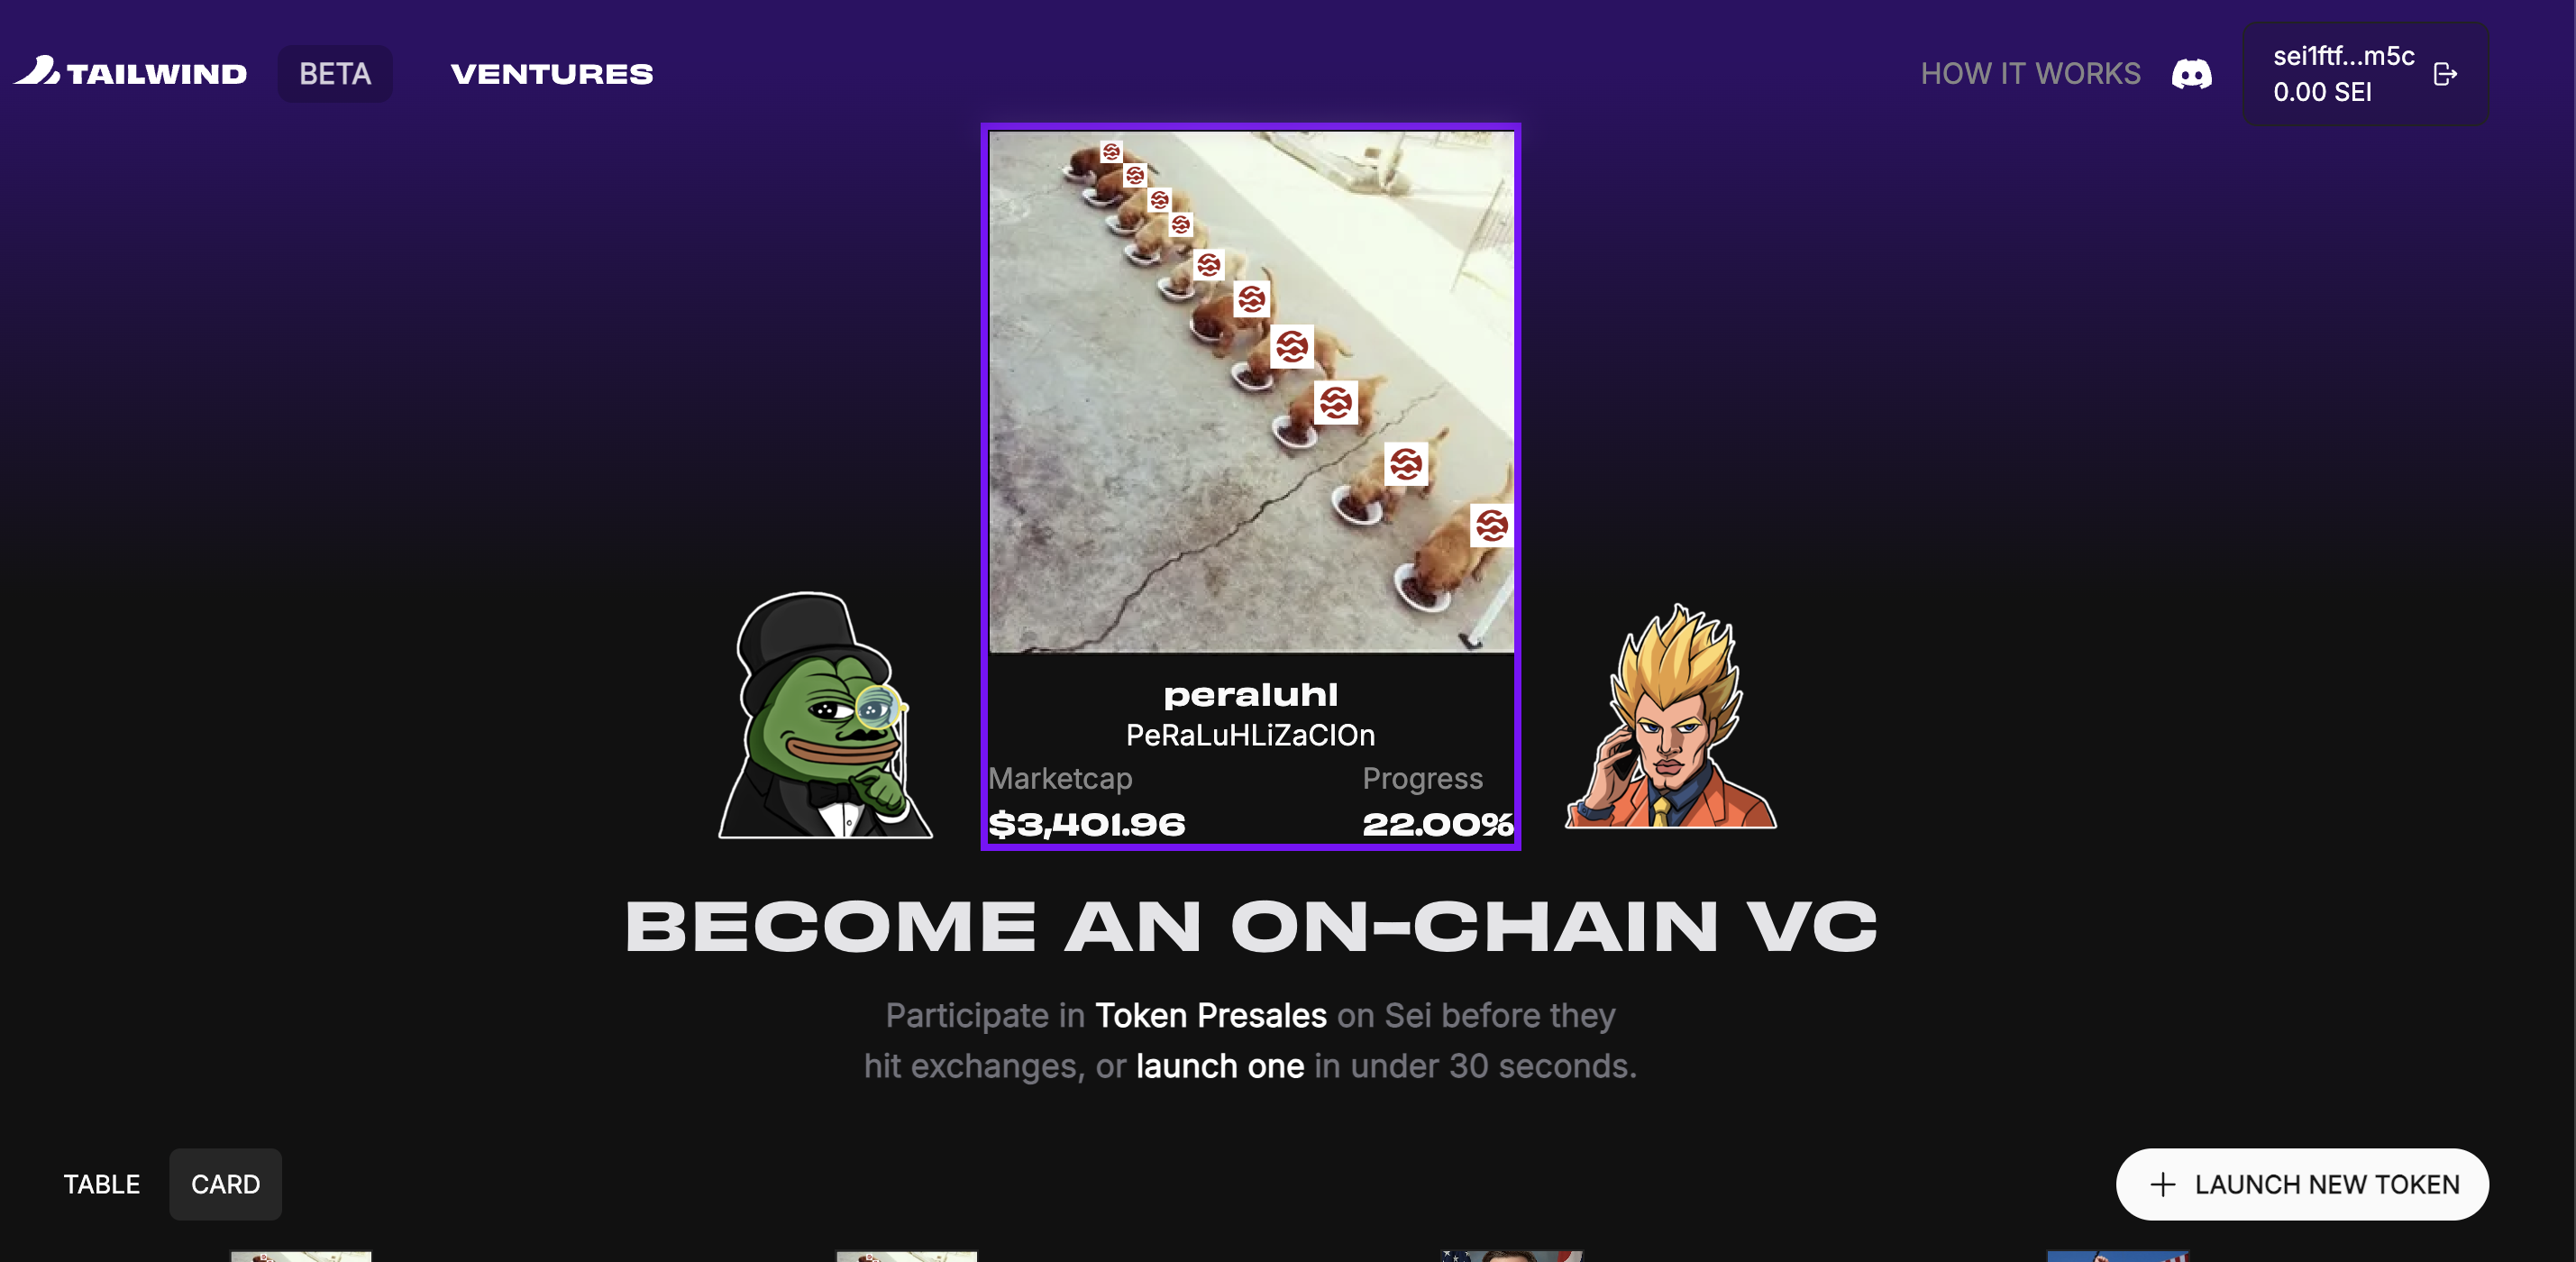 TAILWIND BETA VENTURES HOW IT WORKS
sei1ftf...m5c
0.00 SEI
peraluhl
PeRaLuHLiZaCIOn
Marketcap Progress
$3,401.96 22.00%
BECOME AN ON-CHAIN VC
Participate in Token Presales on Sei before they
hit exchanges, or launch one in under 30 seconds.
TABLE CARD + LAUNCH NEW TOKEN